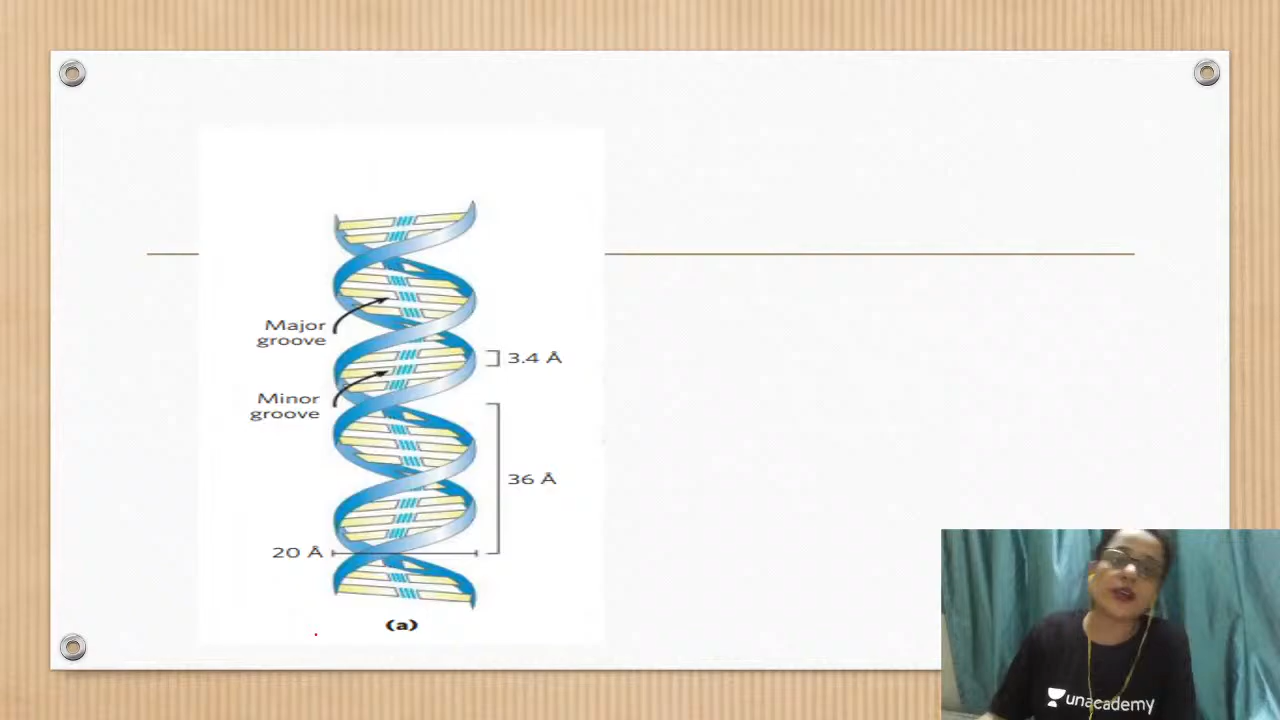 Major
groove
3.4 Å
Minor
groove
36 Å
20 Å
(a)
unacademy